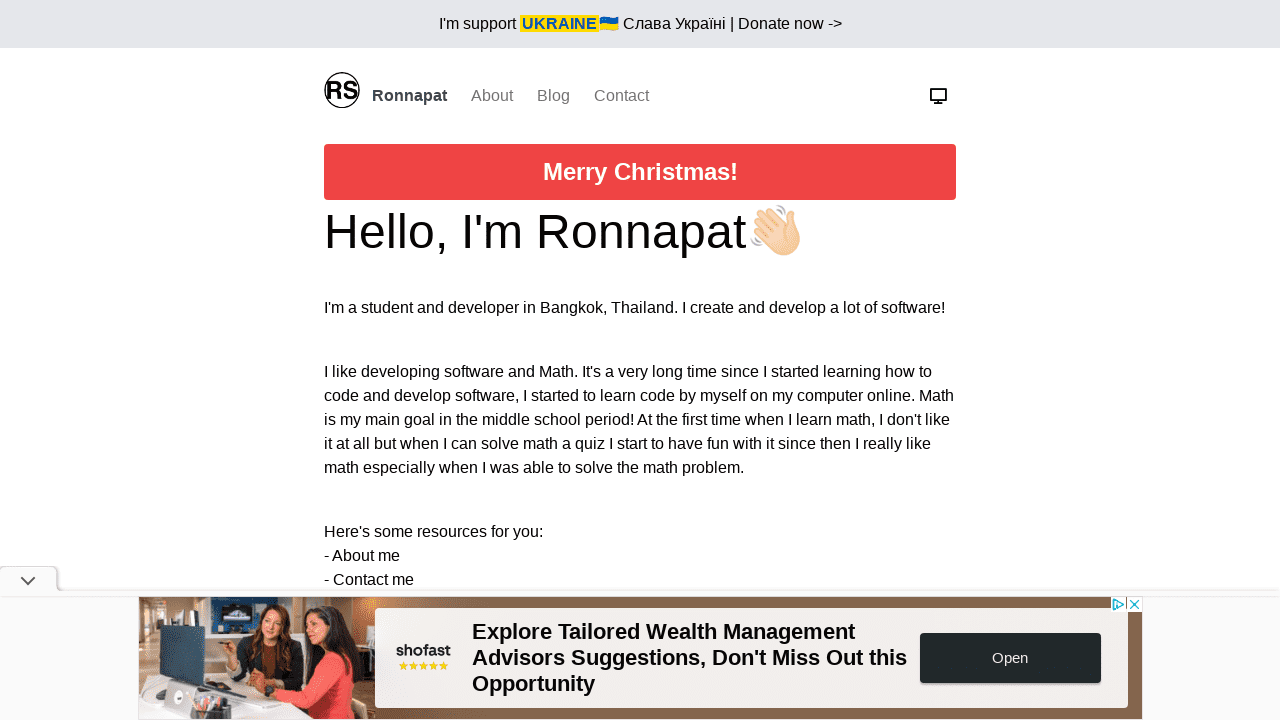 I'm support UKRAINE🇺🇦 Слава Україні | Donate now ->
RS Ronnapat About Blog Contact
Merry Christmas!
Hello, I'm Ronnapat👋🏻
I'm a student and developer in Bangkok, Thailand. I create and develop a lot of software!
I like developing software and Math. It's a very long time since I started learning how to
code and develop software, I started to learn code by myself on my computer online. Math
is my main goal in the middle school period! At the first time when I learn math, I don't like
it at all but when I can solve math a quiz I start to have fun with it since then I really like
math especially when I was able to solve the math problem.
Here's some resources for you:
- About me
- Contact me
shofast
Explore Tailored Wealth Management
Advisors Suggestions, Don't Miss Out this
Opportunity
Open